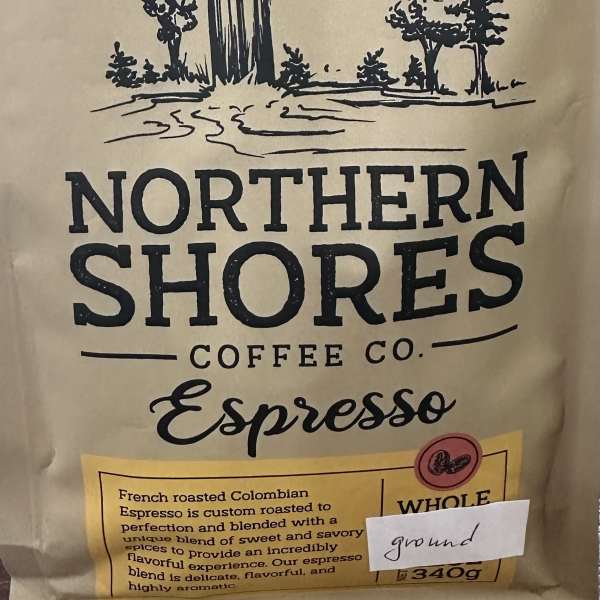 NORTHERN
SHORES
COFFEE CO.
Espresso
French roasted Colombian
Espresso is custom roasted to
perfection and blended with a
unique blend of sweet and savory
spices to provide an incredibly
flavorful experience. Our espresso
blend is delicate, flavorful, and
highly aromatic
WHOLE
ground
340g